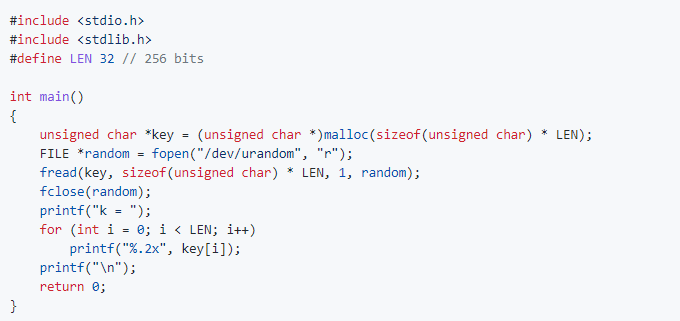 #include <stdio.h>
#include <stdlib.h>
#define LEN 32 // 256 bits

int main()
{
    unsigned char *key = (unsigned char *)malloc(sizeof(unsigned char) * LEN);
    FILE *random = fopen("/dev/urandom", "r");
    fread(key, sizeof(unsigned char) * LEN, 1, random);
    fclose(random);
    printf("k = ");
    for (int i = 0; i < LEN; i++)
        printf("%.2x", key[i]);
    printf("\n");
    return 0;
}